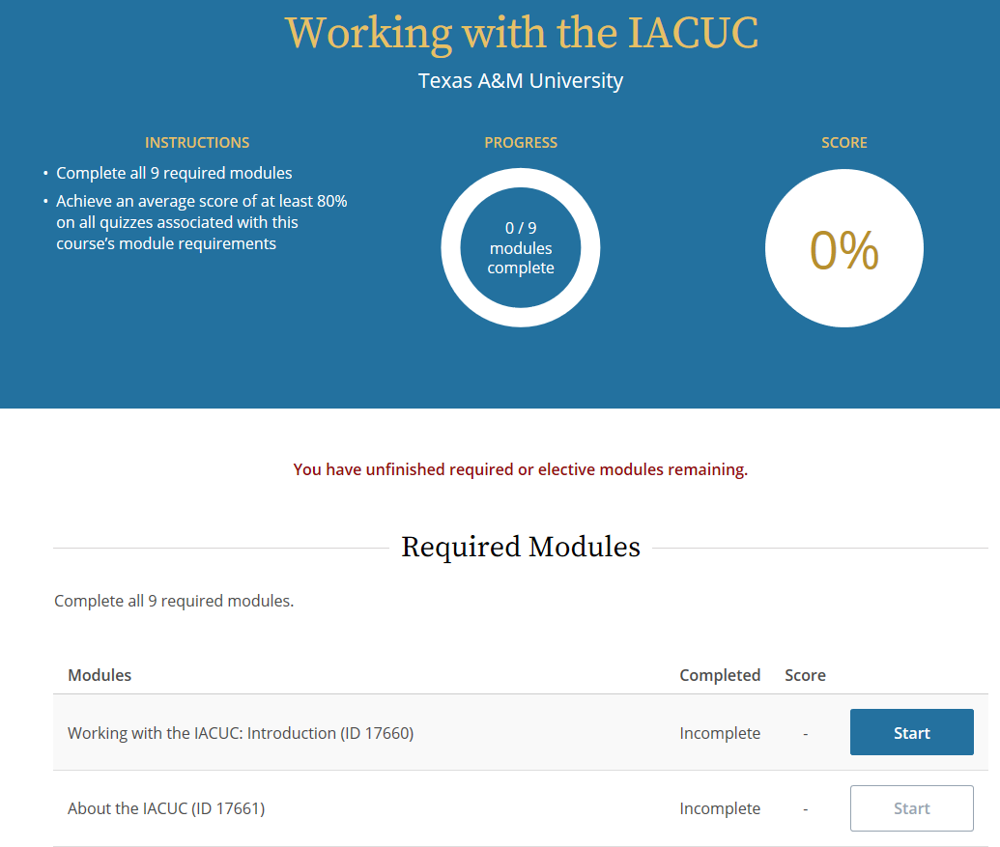 Working with the IACUC
Texas A&M University
INSTRUCTIONS
• Complete all 9 required modules
• Achieve an average score of at least 80%
on all quizzes associated with this
course's module requirements
PROGRESS
0 / 9
modules
complete
SCORE
0%
You have unfinished required or elective modules remaining.
Required Modules
Complete all 9 required modules.
Modules Completed Score
Working with the IACUC: Introduction (ID 17660) Incomplete - Start
About the IACUC (ID 17661) Incomplete - Start